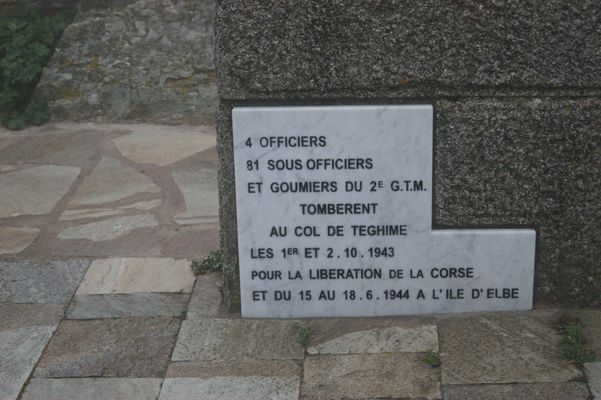 4 OFFICIERS
81 SOUS OFFICIERS
ET GOUMIERS DU 2E G.T.M.
TOMBERENT
AU COL DE TEGHIME
LES 1ER ET 2.10.1943
POUR LA LIBERATION DE LA CORSE
ET DU 15 AU 18.6.1944 A L'ILE D'ELBE